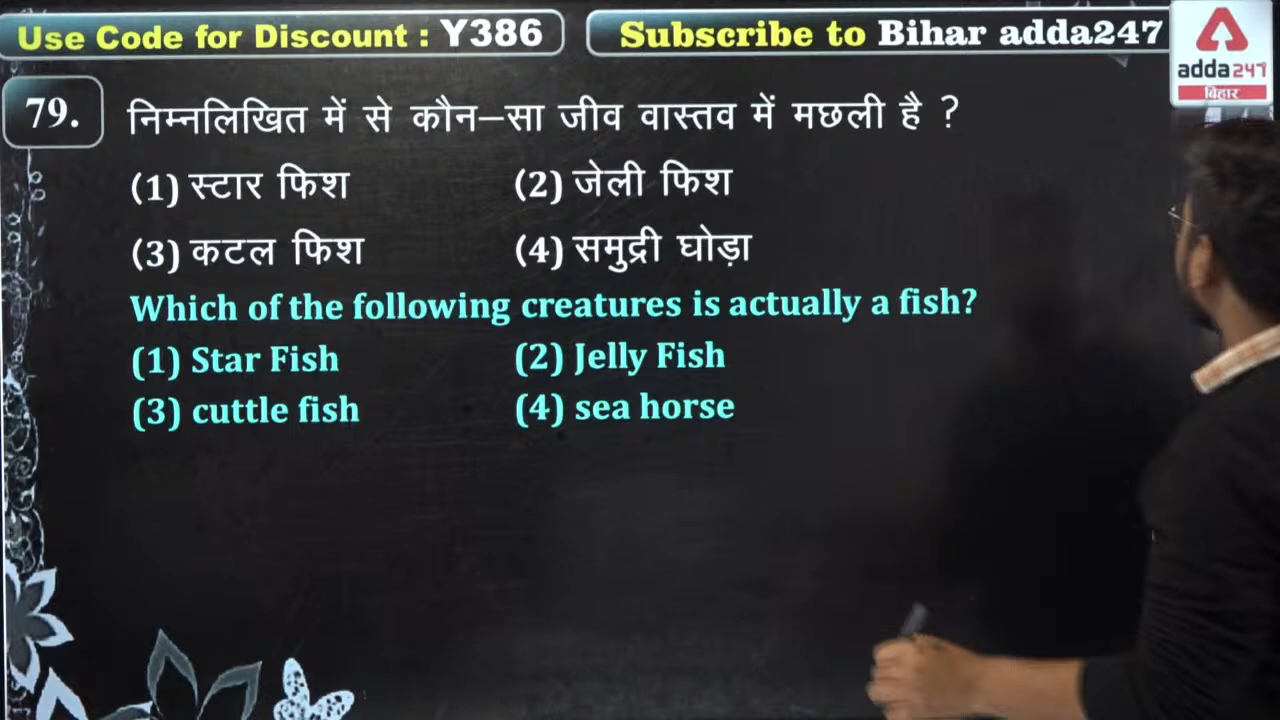 Use Code for Discount : Y386
Subscribe to Bihar adda247
adda247
बिहार
79. निम्नलिखित में से कौन–सा जीव वास्तव में मछली है ?
(1) स्टार फिश (2) जेली फिश
(3) कटल फिश (4) समुद्री घोड़ा
Which of the following creatures is actually a fish?
(1) Star Fish (2) Jelly Fish
(3) cuttle fish (4) sea horse